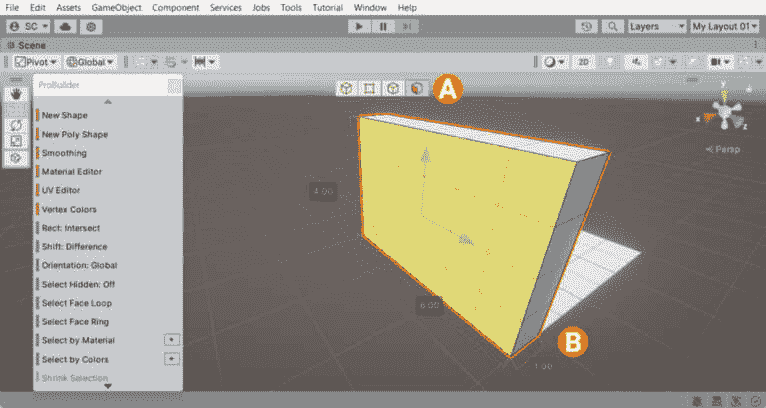 File Edit Assets GameObject Component Services Jobs Tools Tutorial Window Help
SC Layers My Layout 01
Scene
Pivot Global 2D
ProBuilder
A
y
x z
New Shape
New Poly Shape
Smoothing
< Persp
Material Editor
UV Editor
4.00
Vertex Colors
Rect: Intersect
Shift: Difference
Orientation: Global
Select Hidden: Off
Select Face Loop
6.00
Select Face Ring
Select by Material +
B
Select by Colors +
1.00
Shrink Selection